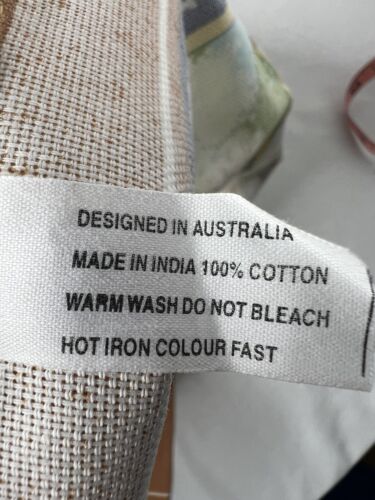 DESIGNED IN AUSTRALIA
MADE IN INDIA 100% COTTON
WARM WASH DO NOT BLEACH
HOT IRON COLOUR FAST